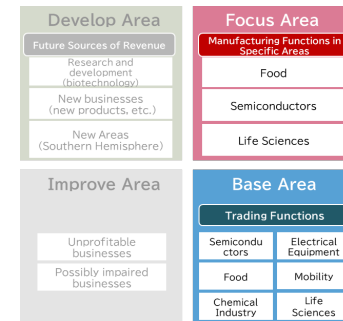 Develop Area
Future Sources of Revenue
Research and
development
(biotechnology)
New businesses
(new products, etc.)
New Areas
(Southern Hemisphere)
Focus Area
Manufacturing Functions in
Specific Areas
Food
Semiconductors
Life Sciences
Improve Area
Unprofitable
businesses
Possibly impaired
businesses
Base Area
Trading Functions
Semicondu
ctors
Electrical
Equipment
Food
Mobility
Chemical
Industry
Life
Sciences